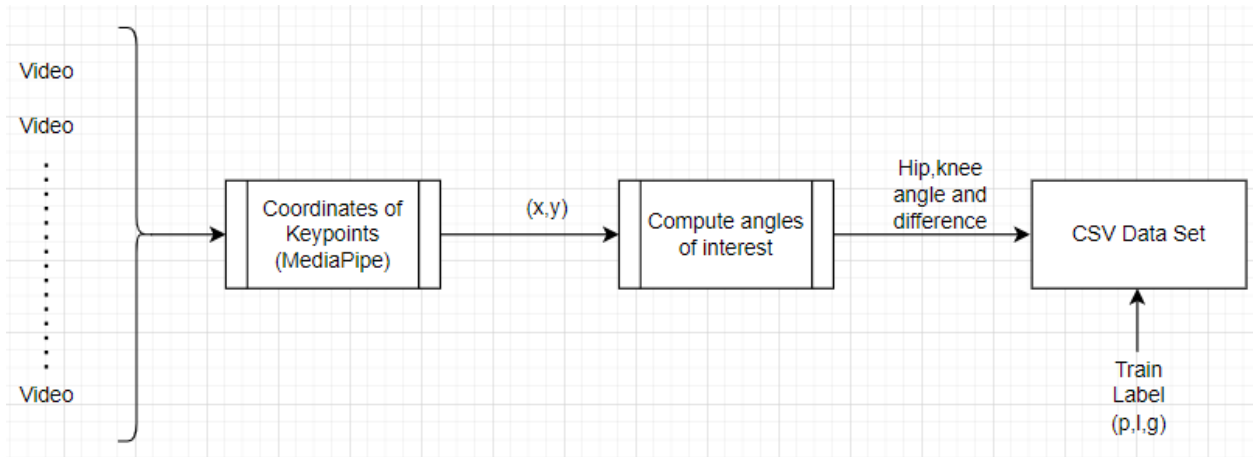 Video
Video
Video
Coordinates of
Keypoints
(MediaPipe)
(x,y)
Compute angles
of interest
Hip,knee
angle and
difference
CSV Data Set
Train
Label
(p,l,g)